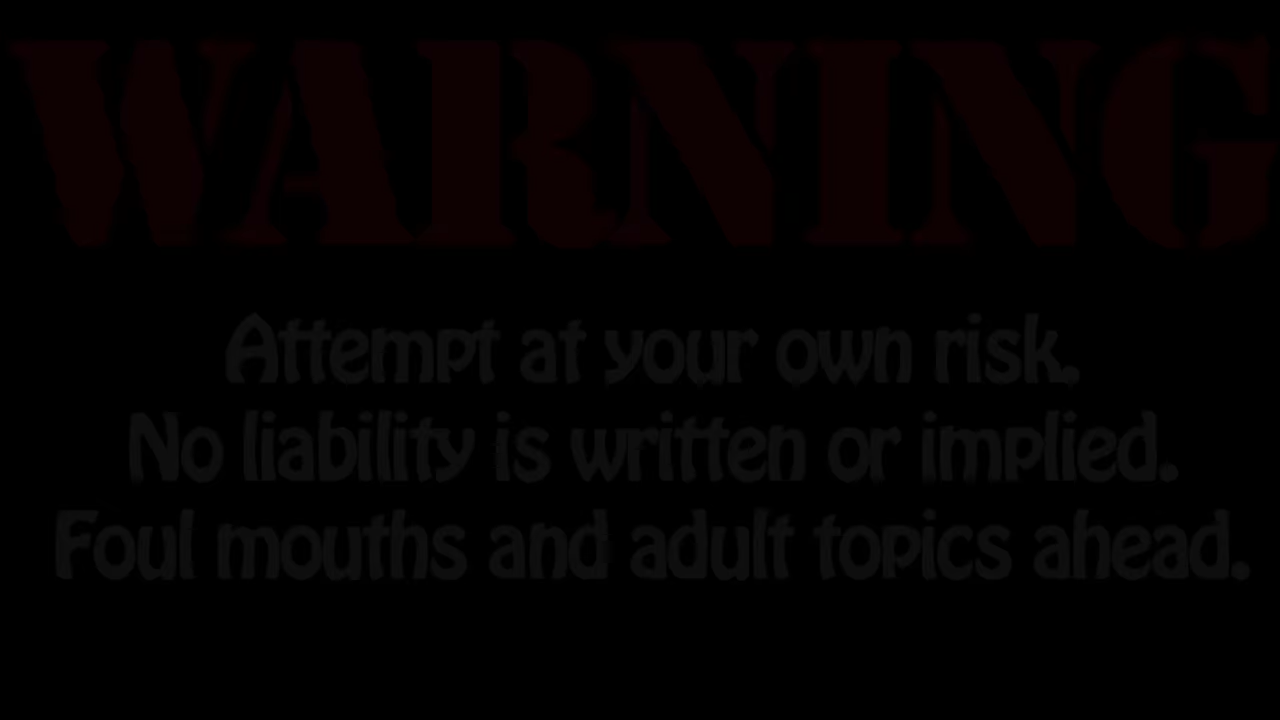 WARNING
Attempt at your own risk.
No liability is written or implied.
Foul mouths and adult topics ahead.